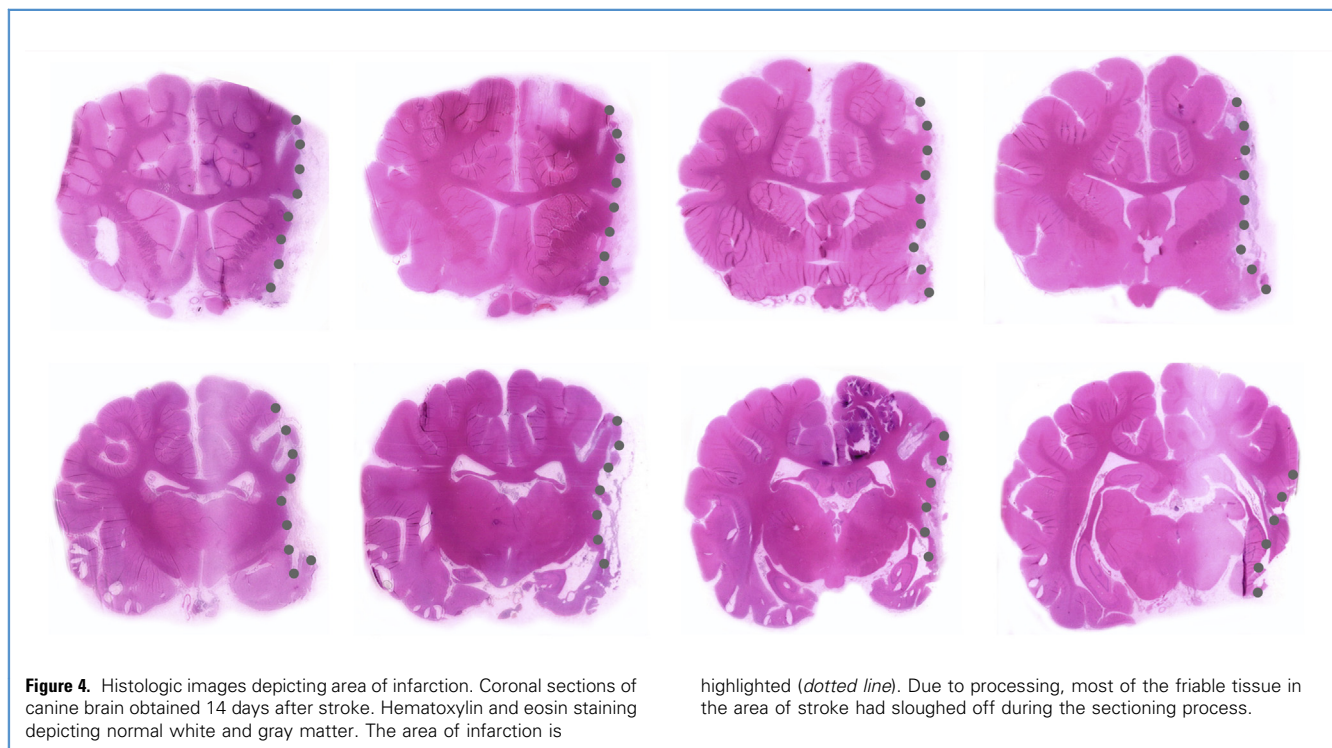 Figure 4. Histologic images depicting area of infarction. Coronal sections of
canine brain obtained 14 days after stroke. Hematoxylin and eosin staining
depicting normal white and gray matter. The area of infarction is
highlighted (dotted line). Due to processing, most of the friable tissue in
the area of stroke had sloughed off during the sectioning process.